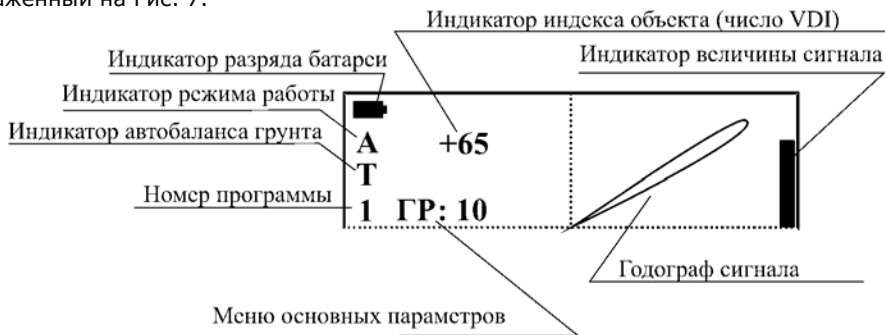 аженный на Рис. 7.
Индикатор индекса объекта (число VDI)
Индикатор величины сигнала
Индикатор разряда батареи
Индикатор режима работы
Индикатор автобаланса грунта
Номер программы
А
+65
Т
1 ГР: 10
Годограф сигнала
Меню основных параметров